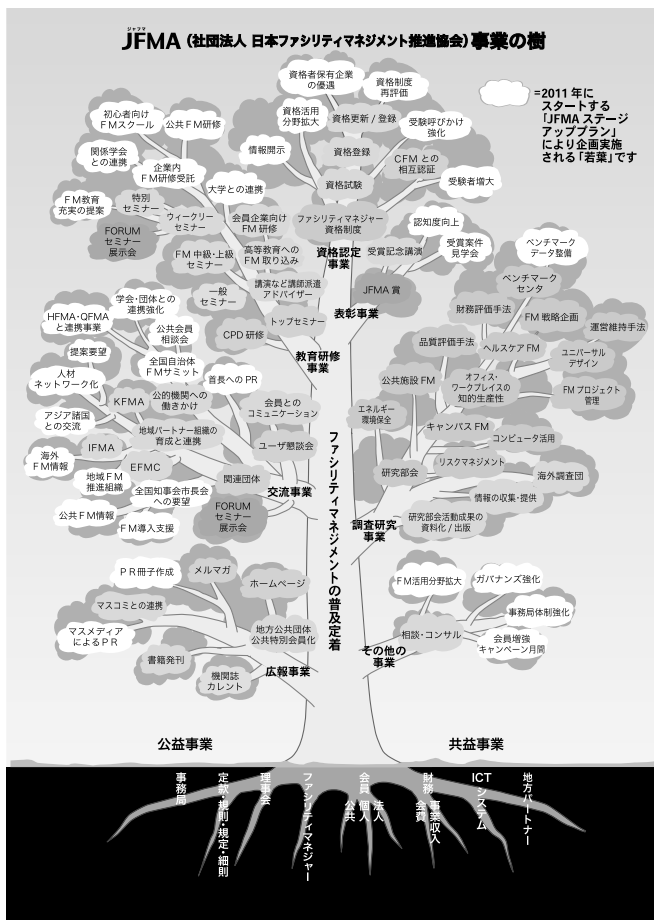 ジャフマ
JFMA（社団法人 日本ファシリティマネジメント推進協会）事業の樹
=2011年に
スタートする
「JFMA ステージ
アッププラン」
により企画実施
される「若葉」です
資格者保有企業
の優遇
資格制度
再評価
資格活用
分野拡大
資格更新 / 登録
受験呼びかけ
強化
情報開示
資格登録
CFM との
相互認証
資格試験
受験者増大
ファシリティマネジャー
資格制度
資格認定
事業
初心者向け
ＦＭスクール
公共ＦＭ研修
関係学会
との連携
企業内
ＦＭ研修受託
大学との連携
ＦＭ教育
充実の提案
特別
セミナー
ウィークリー
セミナー
会員企業向け
FM 研修
FORUM
セミナー
展示会
FM 中級・上級
セミナー
高等教育への
FM 取り込み
一般
セミナー
講演など講師派遣
アドバイザー
トップセミナー
CPD 研修
教育研修
事業
認知度向上
受賞記念講演
受賞案件
見学会
JFMA 賞
表彰事業
ベンチマーク
データ整備
ベンチマーク
センタ
財務評価手法
FM 戦略企画
運営維持手法
品質評価手法
ヘルスケア FM
ユニバーサル
デザイン
公共施設 FM
オフィス・
ワークプレイスの
知的生産性
FM プロジェクト
管理
エネルギー
環境保全
キャンパス FM
コンピュータ活用
研究部会
リスクマネジメント
海外調査団
情報の収集・提供
研究部会活動成果の
資料化 / 出版
調査研究
事業
HFMA・QFMA
と連携事業
学会・団体との
連携強化
公共会員
相談会
提案要望
全国自治体
ＦＭサミット
人材
ネットワーク化
首長への PR
KFMA
公的機関への
働きかけ
会員との
コミュニケーション
アジア諸国
との交流
地域パートナー組織の
育成と連携
IFMA
ユーザ懇談会
海外
ＦＭ情報
EFMC
地域ＦＭ
推進組織
関連団体
全国知事会市長会
への要望
交流事業
公共ＦＭ情報
ＦＭ導入支援
FORUM
セミナー
展示会
ファシリティマネジメントの普及定着
ＰＲ冊子作成
メルマガ
ホームページ
マスコミとの連携
マスメディア
によるＰＲ
地方公共団体
公共特別会員化
書籍発刊
機関誌
カレント
広報事業
ＦＭ活用分野拡大
ガバナンズ強化
事務局体制強化
相談・コンサル
会員増強
キャンペーン月間
その他の
事業
公益事業
共益事業
事務局
定款・規則・規定・細則
理事会
ファシリティマネジャー
会員
公共
個人
法人
財務
会費
事業収入
ICTシステム
地方パートナー